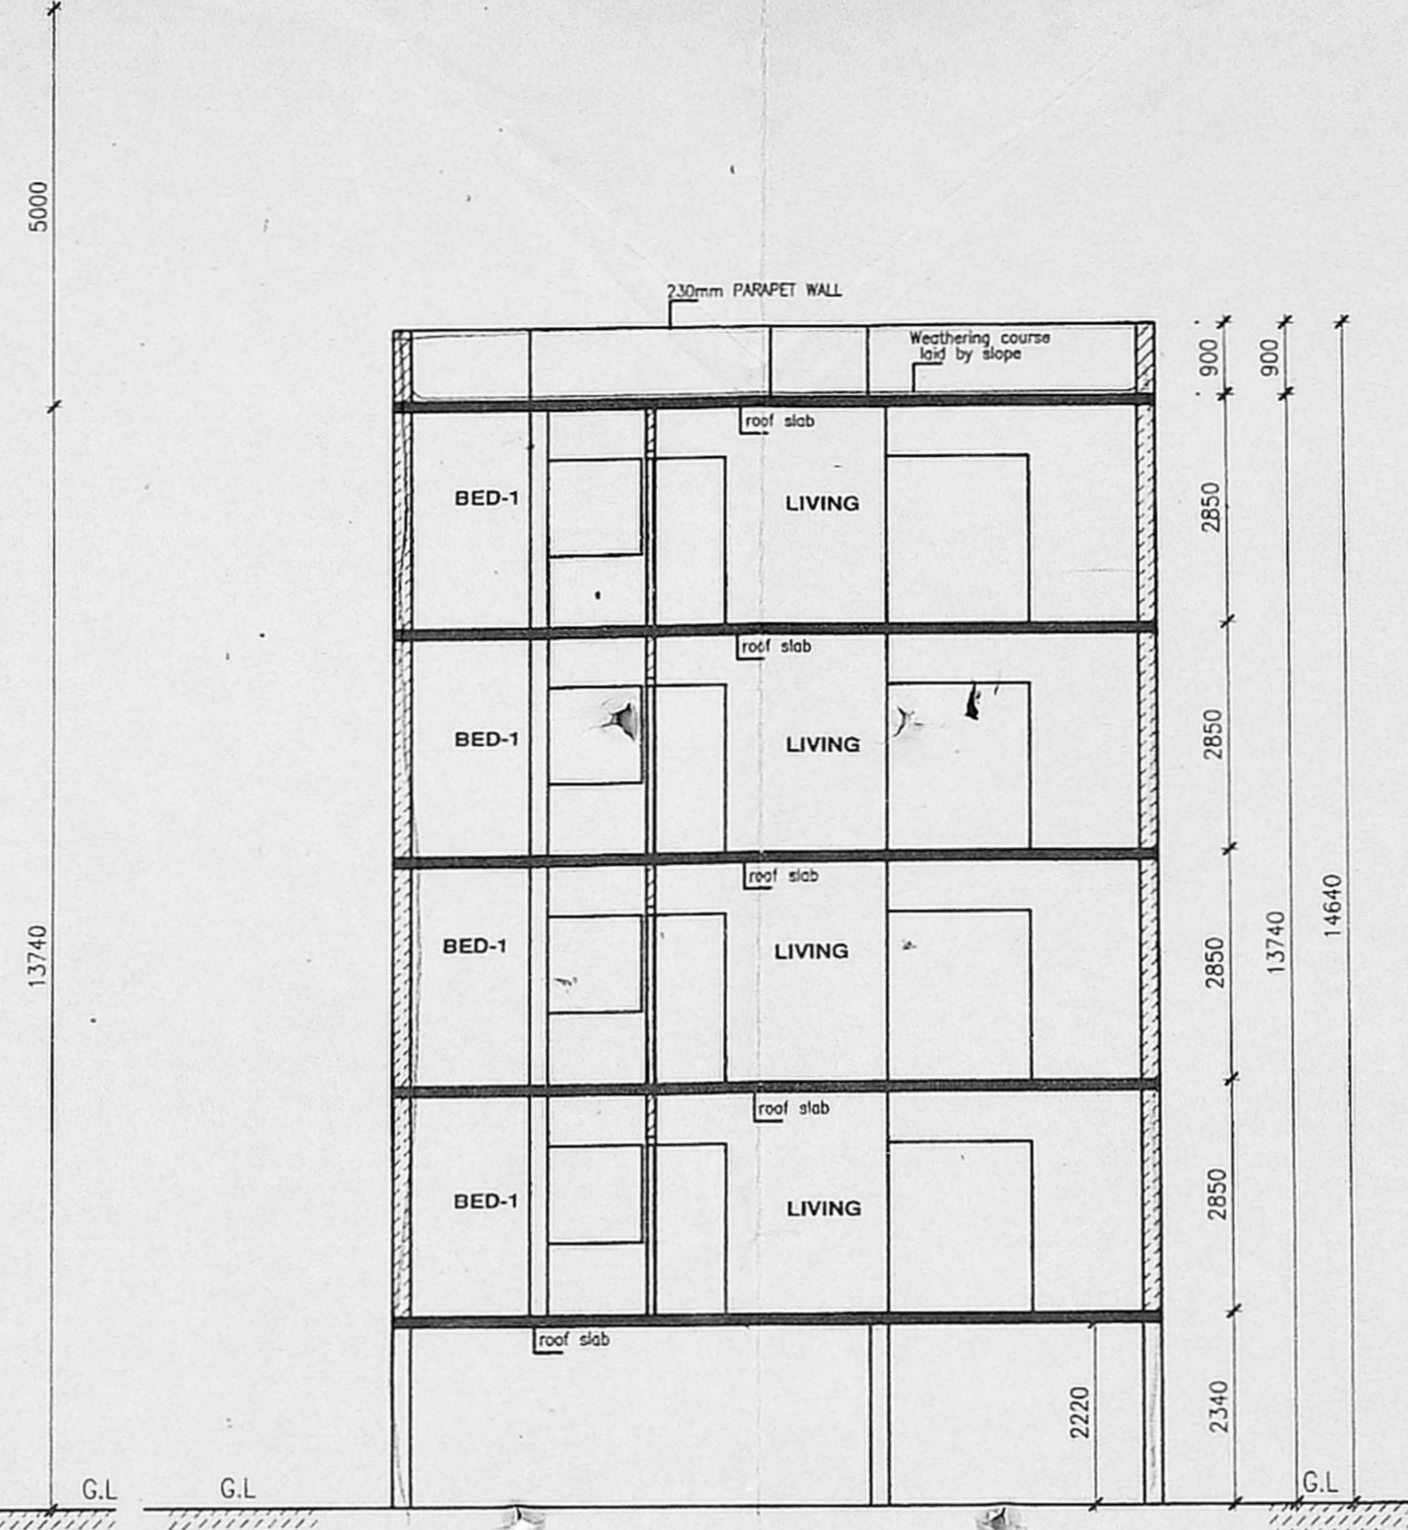 5000
230mm PARAPET WALL
Weathering course
laid by slope
900
900
roof slab
BED-1
LIVING
2850
roof slab
BED-1
LIVING
2850
roof slab
BED-1
LIVING
2850
13740
13740
14640
roof slab
BED-1
LIVING
2850
roof slab
2220
2340
G.L
G.L
G.L